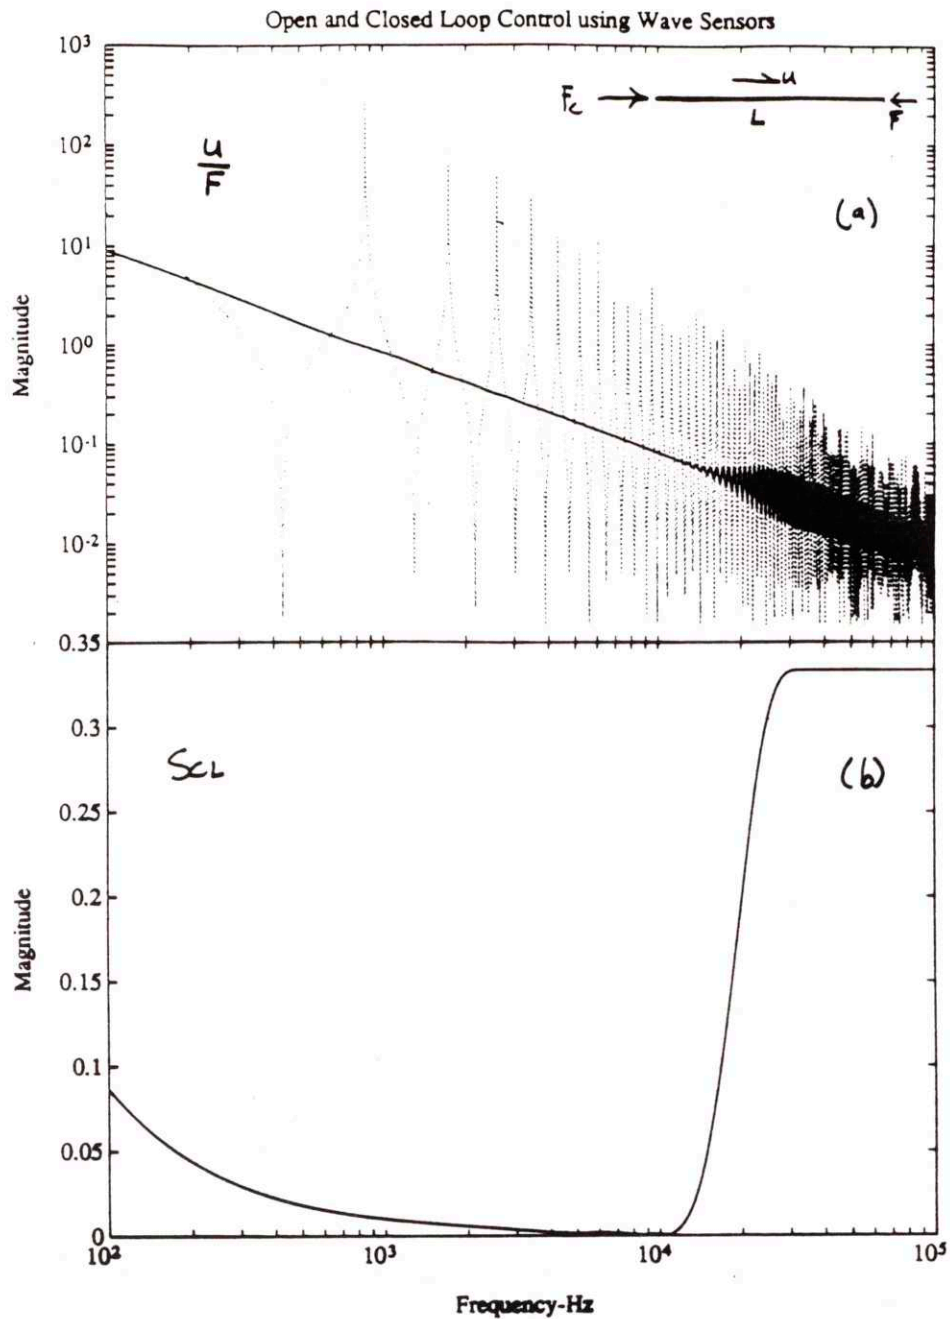 Open and Closed Loop Control using Wave Sensors
10³
10²
10¹
10⁰
10⁻¹
10⁻²
Magnitude
U
F
Fc
u
L
F
(a)
0.35
0.3
0.25
0.2
0.15
0.1
0.05
0
Magnitude
SCL
(b)
10² 10³ 10⁴ 10⁵
Frequency-Hz